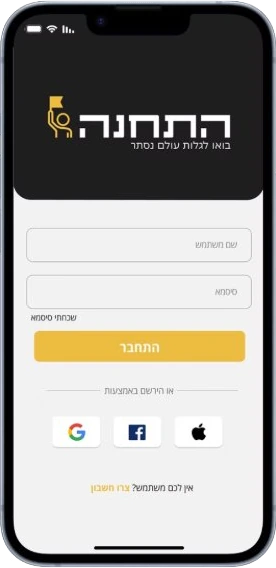 התחנה
בואו לגלות עולם נסתר
שם משתמש
סיסמא
שכחתי סיסמא
התחבר
או הירשם באמצעות
אין לכם משתמש? צרו חשבון